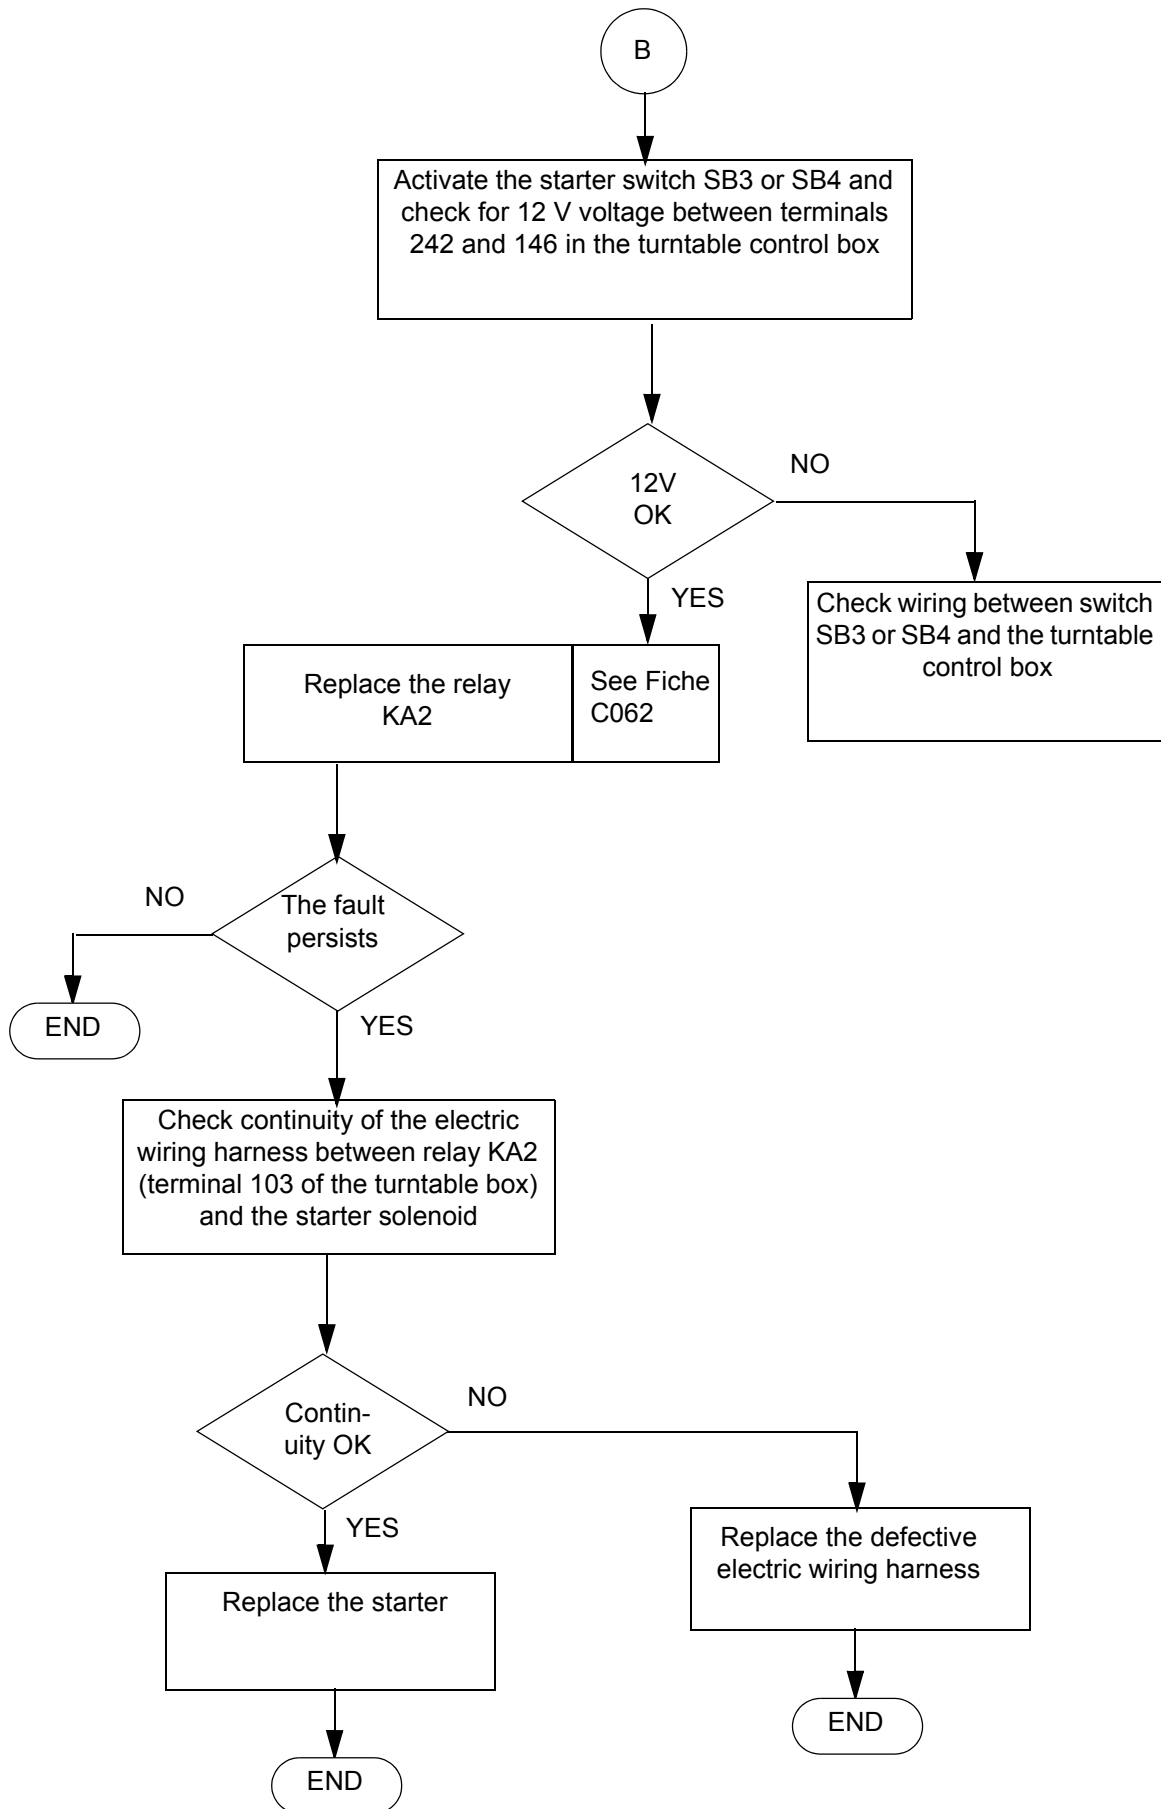 B
Activate the starter switch SB3 or SB4 and
check for 12 V voltage between terminals
242 and 146 in the turntable control box
12V
OK
NO
YES
Check wiring between switch
SB3 or SB4 and the turntable
control box
Replace the relay
KA2
See Fiche
C062
The fault
persists
NO
END
YES
Check continuity of the electric
wiring harness between relay KA2
(terminal 103 of the turntable box)
and the starter solenoid
Contin-
uity OK
NO
YES
Replace the defective
electric wiring harness
Replace the starter
END
END